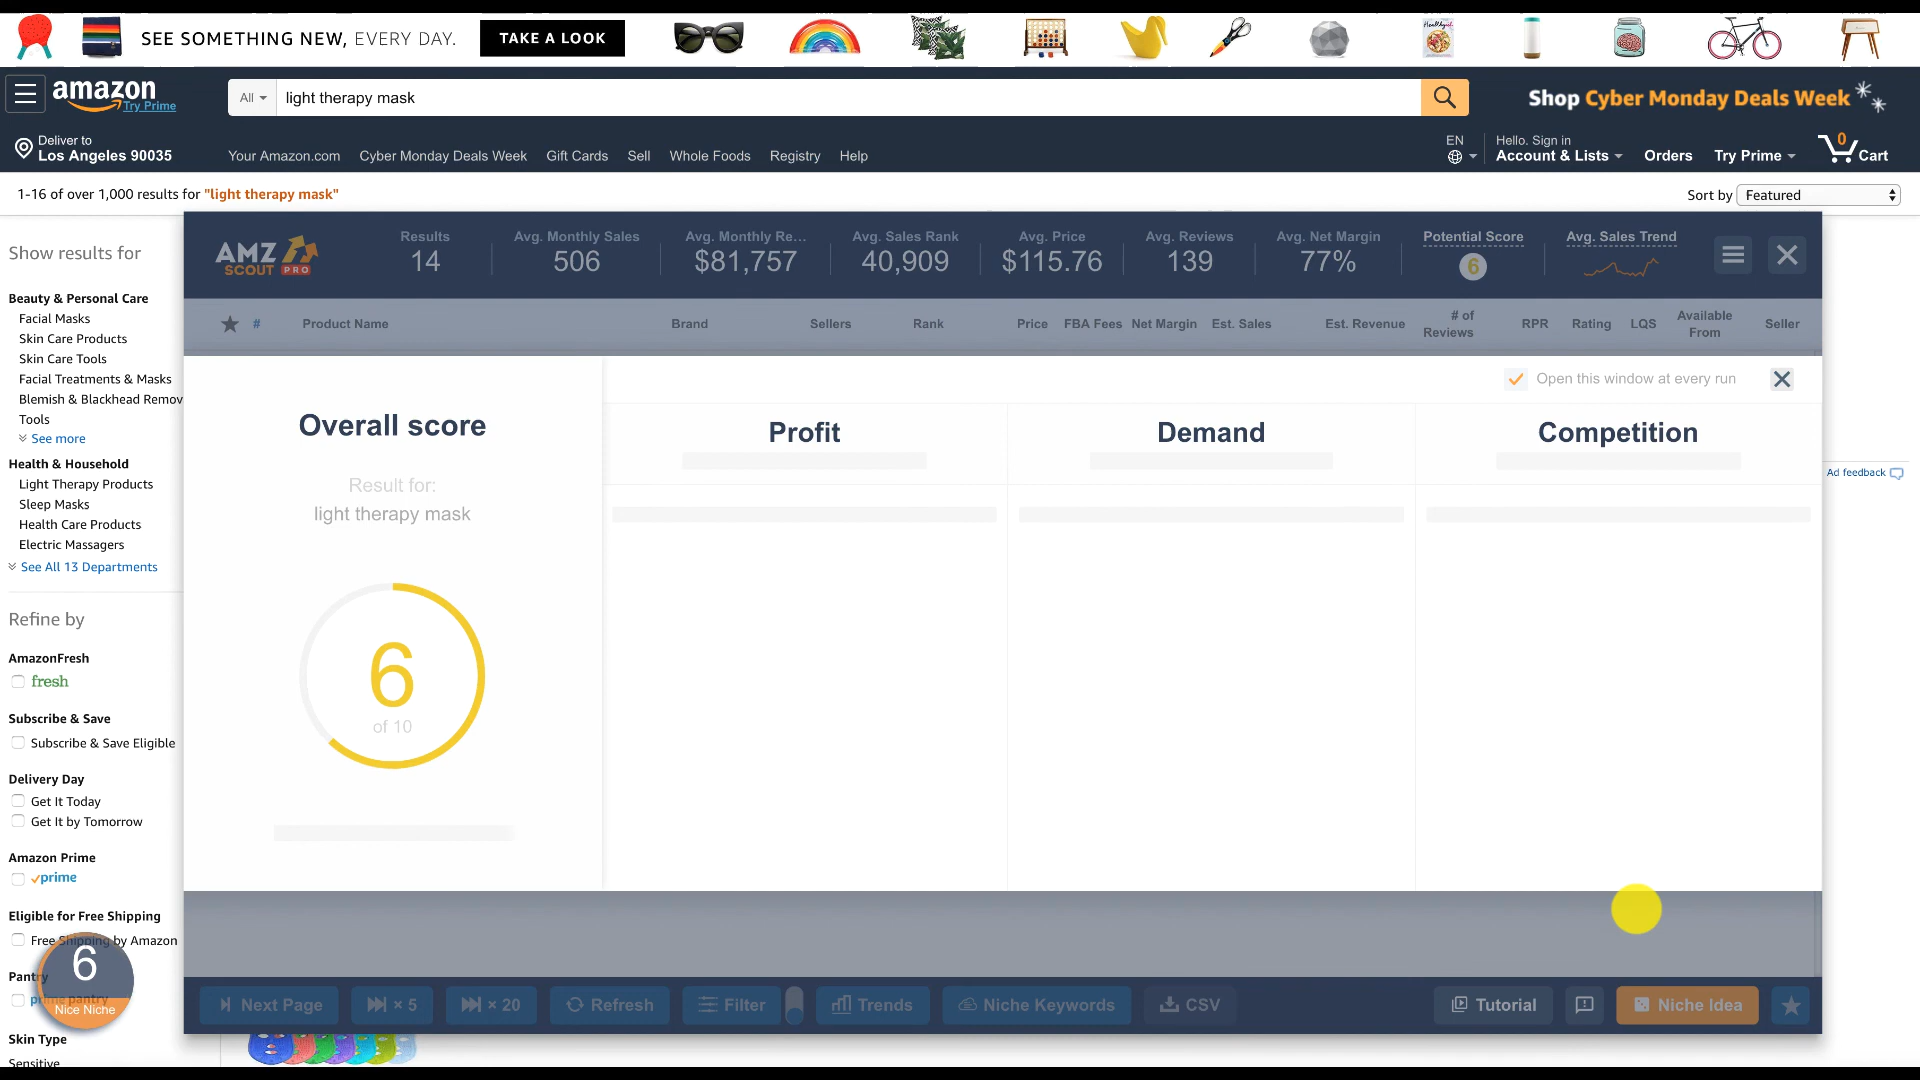 SEE SOMETHING NEW, EVERY DAY. TAKE A LOOK
amazon
Try Prime
All
light therapy mask
Shop Cyber Monday Deals Week
Deliver to
Los Angeles 90035
Your Amazon.com Cyber Monday Deals Week Gift Cards Sell Whole Foods Registry Help
EN
Hello. Sign in
Account & Lists
Orders
Try Prime
0
Cart
1-16 of over 1,000 results for "light therapy mask"
Sort by Featured
Show results for
Beauty & Personal Care
Facial Masks
Skin Care Products
Skin Care Tools
Facial Treatments & Masks
Blemish & Blackhead Remov
Tools
See more
Health & Household
Light Therapy Products
Sleep Masks
Health Care Products
Electric Massagers
See All 13 Departments
Refine by
AmazonFresh
fresh
Subscribe & Save
Subscribe & Save Eligible
Delivery Day
Get It Today
Get It by Tomorrow
Amazon Prime
prime
Eligible for Free Shipping
Free Shipping by Amazon
Pantry
prime pantry
6
Nice Niche
Skin Type
Sensitive
AMZ
SCOUT PRO
Results
14
Avg. Monthly Sales
506
Avg. Monthly Re...
$81,757
Avg. Sales Rank
40,909
Avg. Price
$115.76
Avg. Reviews
139
Avg. Net Margin
77%
Potential Score
6
Avg. Sales Trend
# Product Name Brand Sellers Rank Price FBA Fees Net Margin Est. Sales Est. Revenue # of Reviews RPR Rating LQS Available From Seller
Open this window at every run
Overall score
Result for:
light therapy mask
6
of 10
Profit
Demand
Competition
Ad feedback
Next Page
× 5
× 20
Refresh
Filter
Trends
Niche Keywords
CSV
Tutorial
Niche Idea